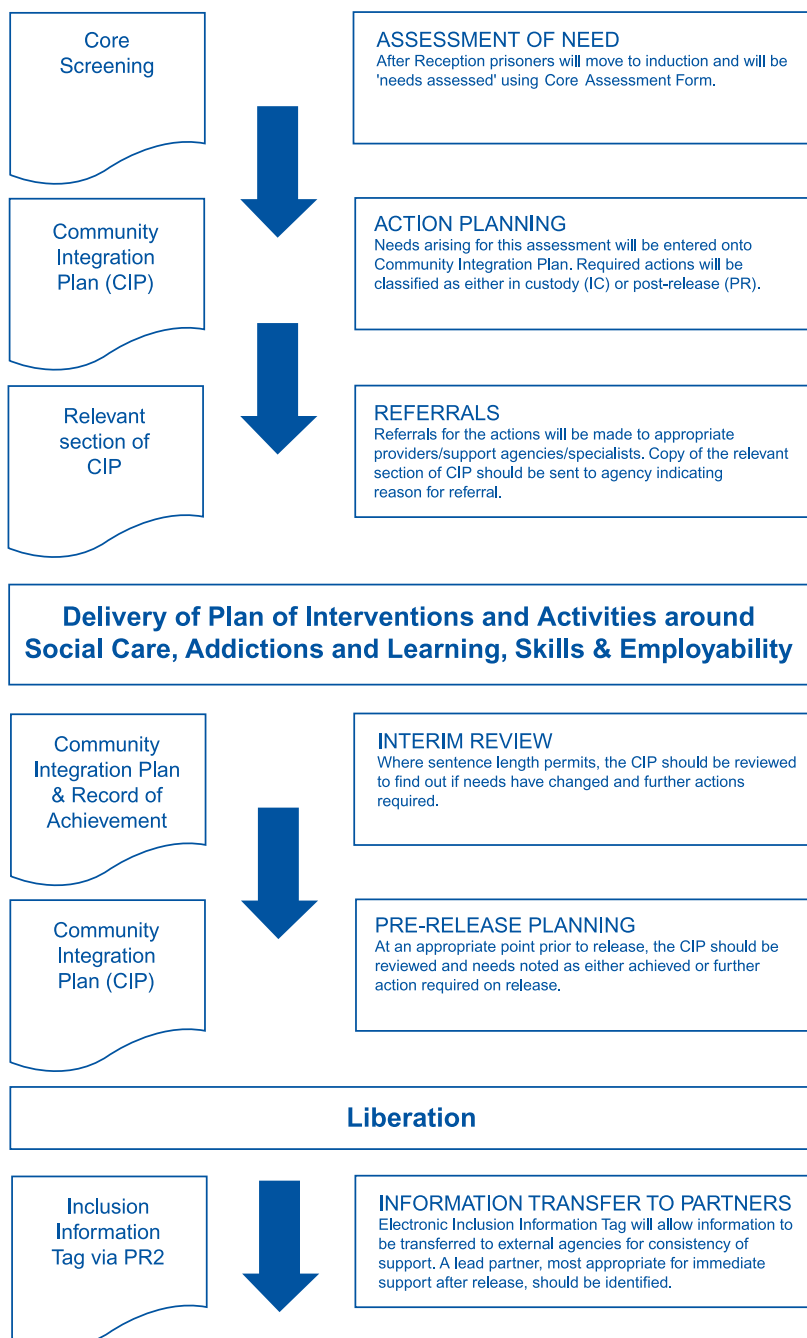 Core
Screening
ASSESSMENT OF NEED
After Reception prisoners will move to induction and will be
'needs assessed' using Core Assessment Form.
Community
Integration
Plan (CIP)
ACTION PLANNING
Needs arising for this assessment will be entered onto
Community Integration Plan. Required actions will be
classified as either in custody (IC) or post-release (PR).
Relevant
section of
CIP
REFERRALS
Referrals for the actions will be made to appropriate
providers/support agencies/specialists. Copy of the relevant
section of CIP should be sent to agency indicating
reason for referral.
Delivery of Plan of Interventions and Activities around
Social Care, Addictions and Learning, Skills & Employability
Community
Integration Plan
& Record of
Achievement
INTERIM REVIEW
Where sentence length permits, the CIP should be reviewed
to find out if needs have changed and further actions
required.
Community
Integration
Plan (CIP)
PRE-RELEASE PLANNING
At an appropriate point prior to release, the CIP should be
reviewed and needs noted as either achieved or further
action required on release.
Liberation
Inclusion
Information
Tag via PR2
INFORMATION TRANSFER TO PARTNERS
Electronic Inclusion Information Tag will allow information to
be transferred to external agencies for consistency of
support. A lead partner, most appropriate for immediate
support after release, should be identified.